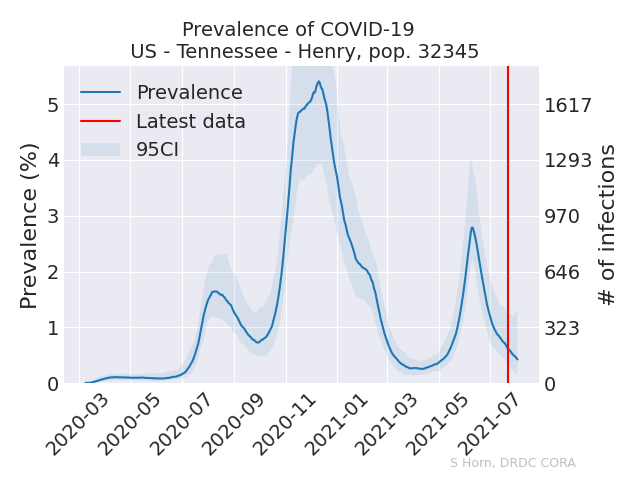 Prevalence of COVID-19
US - Tennessee - Henry, pop. 32345
Prevalence
Latest data
95CI
Prevalence (%)
5
4
3
2
1
0
1617
1293
970
646
323
0
# of infections
2020-03
2020-05
2020-07
2020-09
2020-11
2021-01
2021-03
2021-05
2021-07
S Horn, DRDC CORA